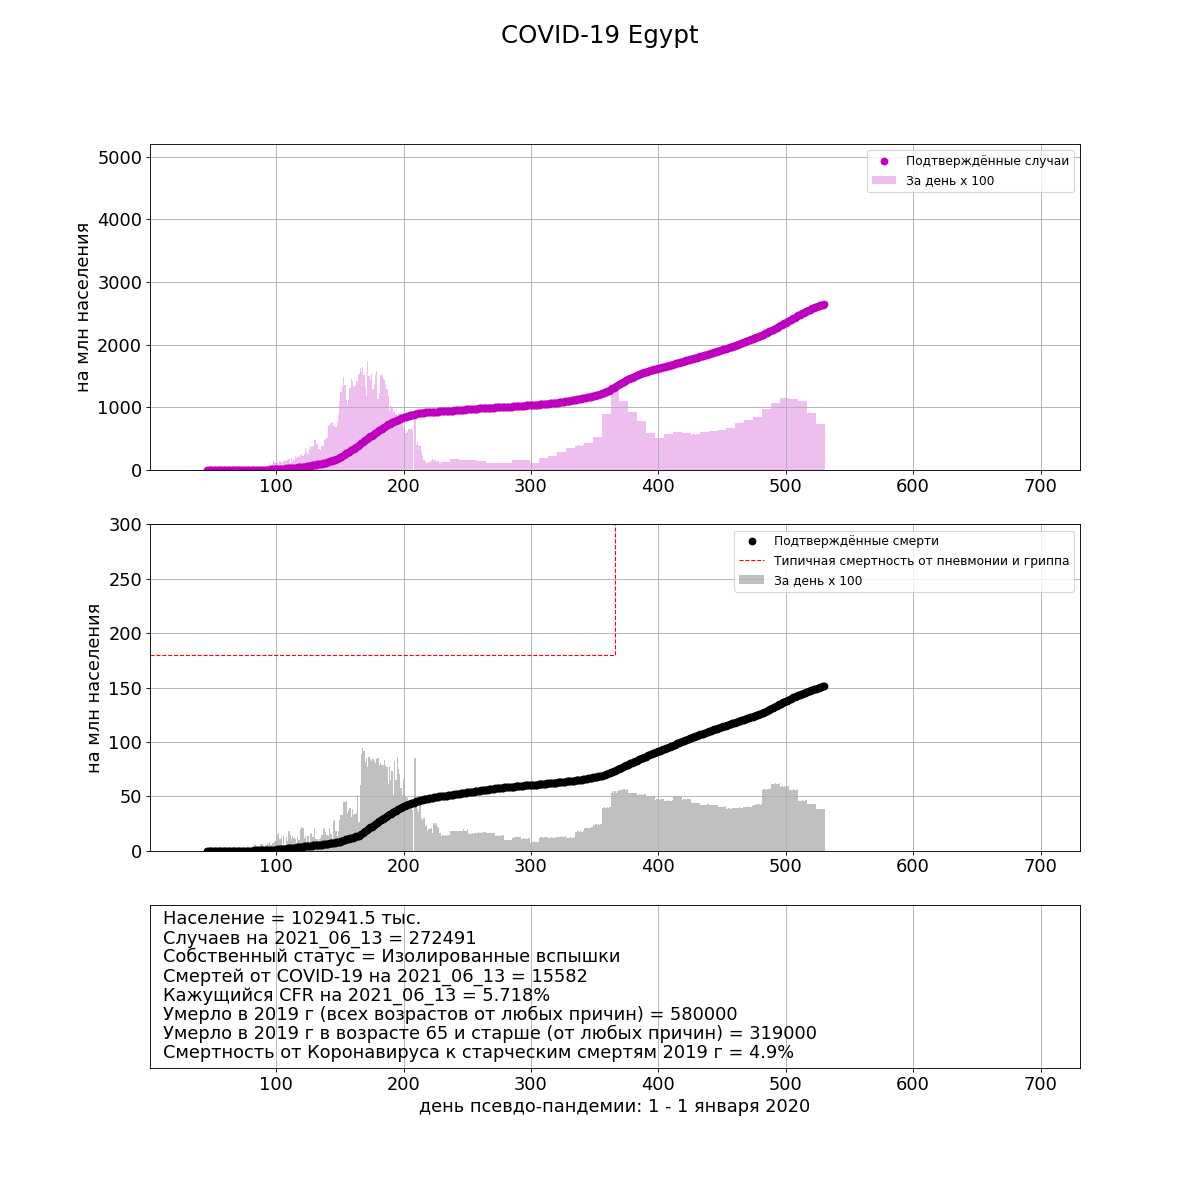 COVID-19 Egypt
5000
4000
3000
2000
1000
0
на млн населения
Подтверждённые случаи
За день x 100
100 200 300 400 500 600 700
300
250
200
150
100
50
0
на млн населения
Подтверждённые смерти
Типичная смертность от пневмонии и гриппа
За день x 100
100 200 300 400 500 600 700
Население = 102941.5 тыс.
Случаев на 2021_06_13 = 272491
Собственный статус = Изолированные вспышки
Смертей от COVID-19 на 2021_06_13 = 15582
Кажущийся CFR на 2021_06_13 = 5.718%
Умерло в 2019 г (всех возрастов от любых причин) = 580000
Умерло в 2019 г в возрасте 65 и старше (от любых причин) = 319000
Смертность от Коронавируса к старческим смертям 2019 г = 4.9%
100 200 300 400 500 600 700
день псевдо-пандемии: 1 - 1 января 2020